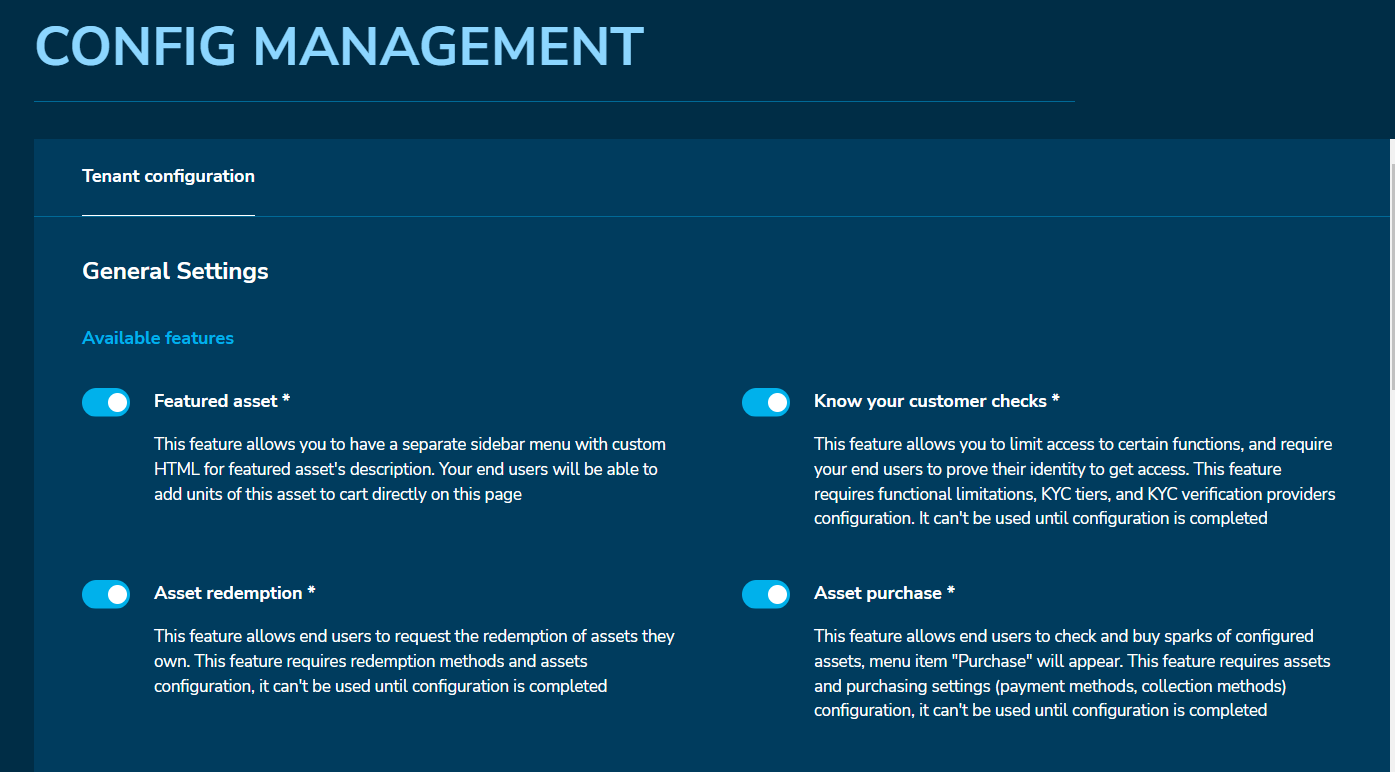 CONFIG MANAGEMENT
Tenant configuration
General Settings
Available features
Featured asset *
This feature allows you to have a separate sidebar menu with custom
HTML for featured asset's description. Your end users will be able to
add units of this asset to cart directly on this page
Know your customer checks *
This feature allows you to limit access to certain functions, and require
your end users to prove their identity to get access. This feature
requires functional limitations, KYC tiers, and KYC verification providers
configuration. It can't be used until configuration is completed
Asset redemption *
This feature allows end users to request the redemption of assets they
own. This feature requires redemption methods and assets
configuration, it can't be used until configuration is completed
Asset purchase *
This feature allows end users to check and buy sparks of configured
assets, menu item "Purchase" will appear. This feature requires assets
and purchasing settings (payment methods, collection methods)
configuration, it can't be used until configuration is completed